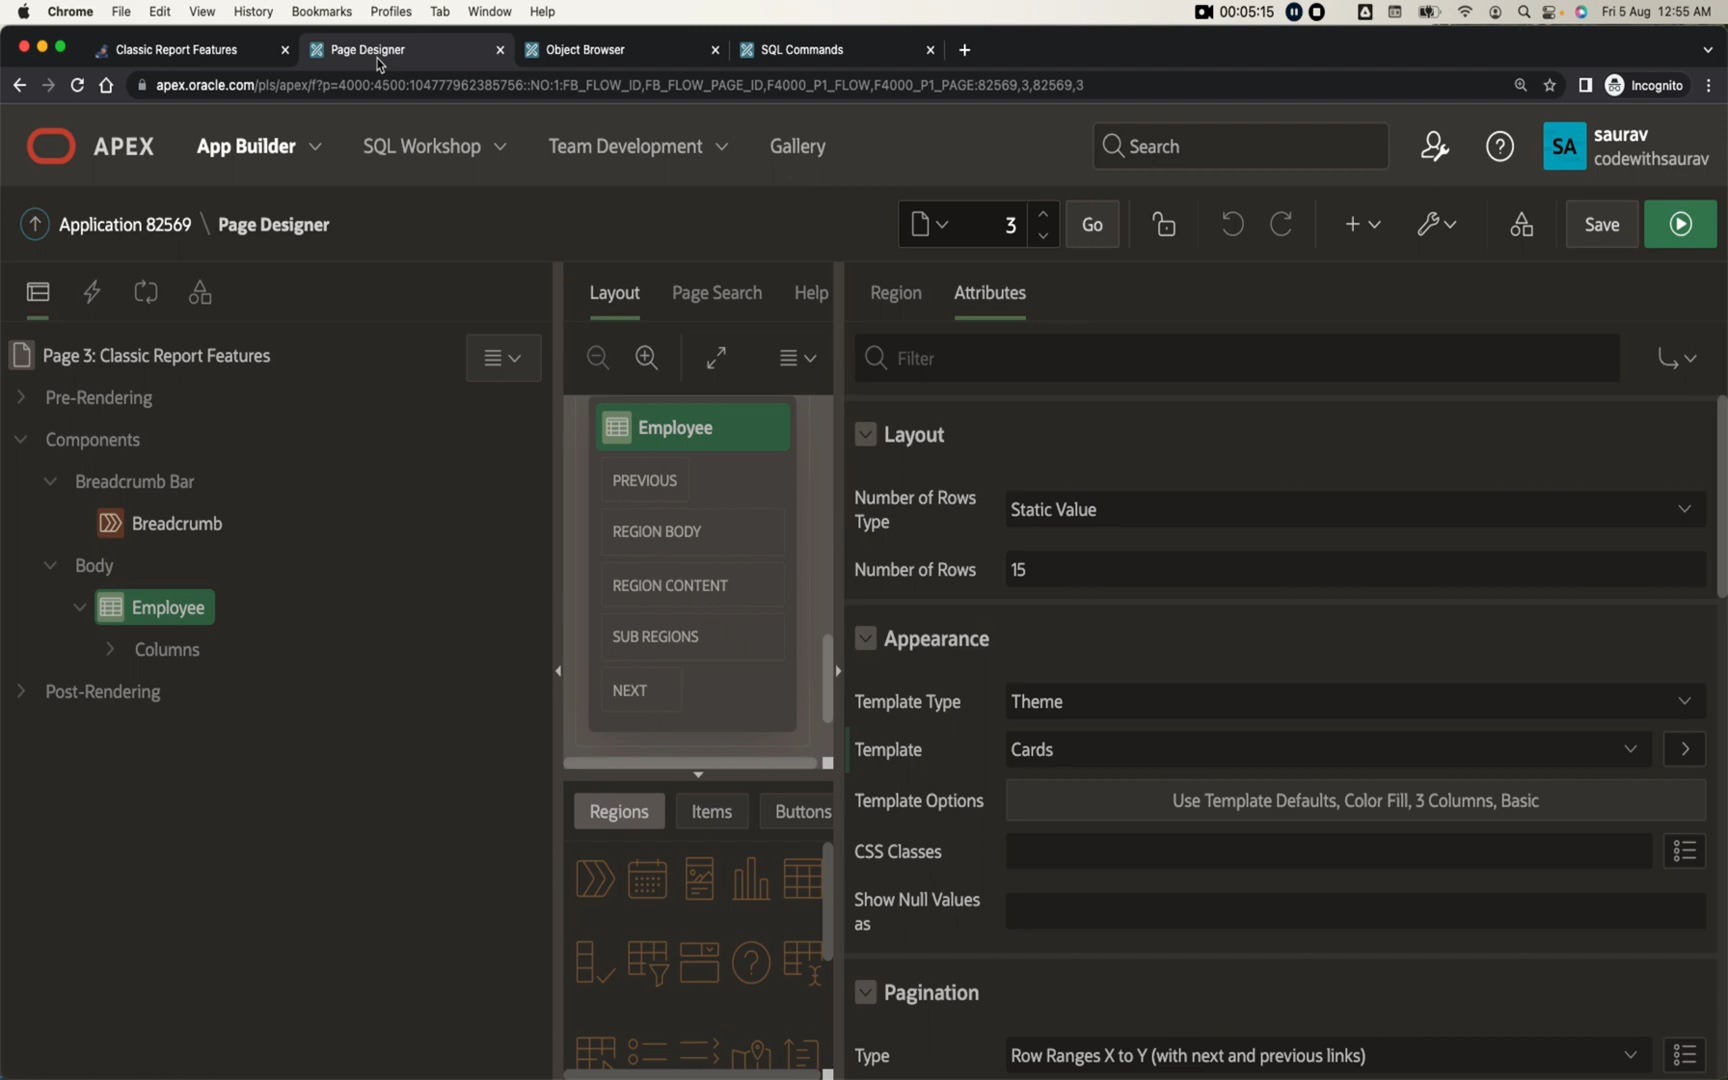 Chrome File Edit View History Bookmarks Profiles Tab Window Help 00:05:15 Fri 5 Aug 12:55 AM
Classic Report Features Page Designer Object Browser SQL Commands
apex.oracle.com/pls/apex/f?p=4000:4500:104777962385756::NO:1:FB_FLOW_ID,FB_FLOW_PAGE_ID,F4000_P1_FLOW,F4000_P1_PAGE:82569,3,82569,3 Incognito
APEX App Builder SQL Workshop Team Development Gallery Search SA saurav
codewithsaurav
Application 82569 \ Page Designer 3 Go Save
Layout Page Search Help Region Attributes
Page 3: Classic Report Features
Pre-Rendering
Components
Breadcrumb Bar
Breadcrumb
Body
Employee
Columns
Post-Rendering
Employee
PREVIOUS
REGION BODY
REGION CONTENT
SUB REGIONS
NEXT
Regions Items Buttons
Filter
Layout
Number of Rows
Type
Static Value
Number of Rows 15
Appearance
Template Type Theme
Template Cards
Template Options Use Template Defaults, Color Fill, 3 Columns, Basic
CSS Classes
Show Null Values
as
Pagination
Type Row Ranges X to Y (with next and previous links)